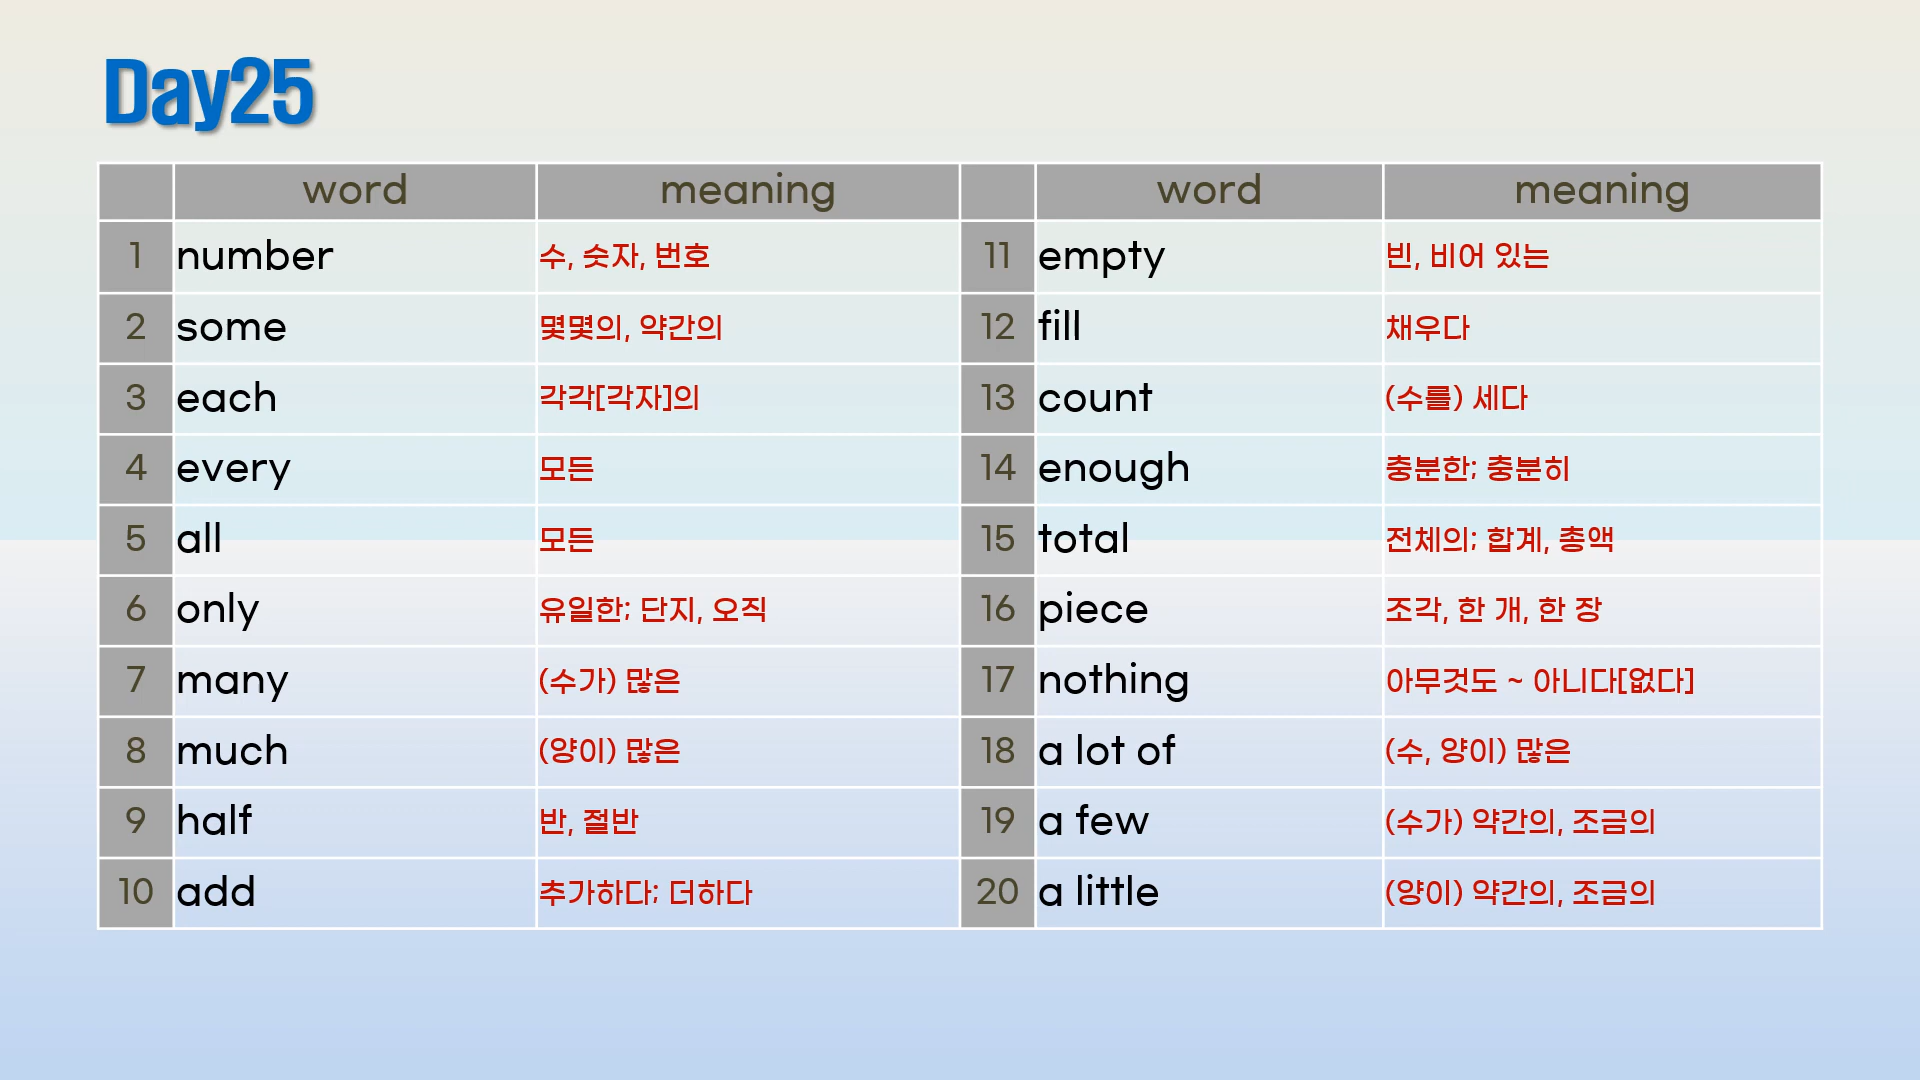 Day25
word meaning word meaning
1 number 수, 숫자, 번호 11 empty 빈, 비어 있는
2 some 몇몇의, 약간의 12 fill 채우다
3 each 각각[각자]의 13 count (수를) 세다
4 every 모든 14 enough 충분한; 충분히
5 all 모든 15 total 전체의; 합계, 총액
6 only 유일한; 단지, 오직 16 piece 조각, 한 개, 한 장
7 many (수가) 많은 17 nothing 아무것도 ~ 아니다[없다]
8 much (양이) 많은 18 a lot of (수, 양이) 많은
9 half 반, 절반 19 a few (수가) 약간의, 조금의
10 add 추가하다; 더하다 20 a little (양이) 약간의, 조금의